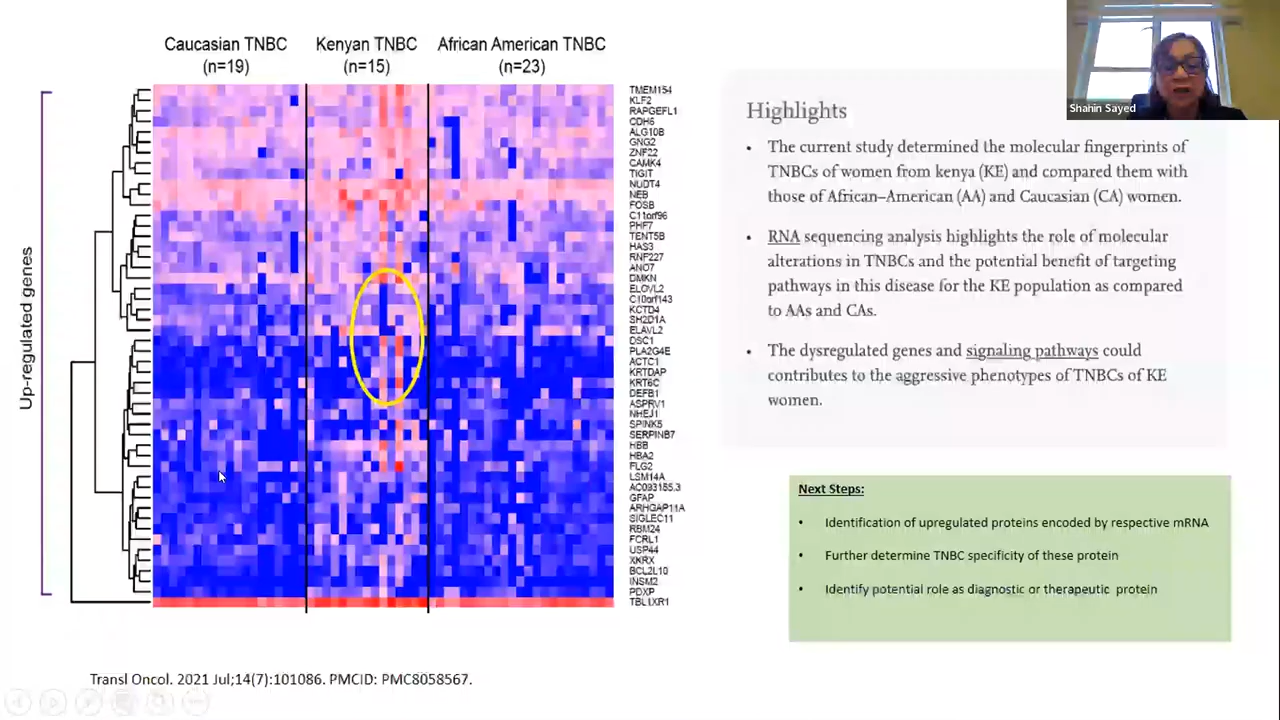 Caucasian TNBC
(n=19)
Kenyan TNBC
(n=15)
African American TNBC
(n=23)
Up-regulated genes
TMEM154
KLF2
RAPGEFL1
CDH6
ALG10B
GNG2
ZNF22
CAMK4
TIGIT
NUDT4
NEB
FOSB
C11orf96
PHF7
TENT5B
HAS3
RNF227
ANO7
DMKN
ELOVL2
C10orf143
KCTD4
SH2D1A
ELAVL2
DSC1
PLA2G4E
ACTC1
KRTDAP
KRT6C
DEFB1
ASPRV1
NHEJ1
SPINK5
SERPINB7
HBB
HBA2
FLG2
LSM14A
AC093155.3
GFAP
ARHGAP11A
SIGLEC11
RBM24
FCRL1
USP44
XKRX
BCL2L10
INSM2
PDXP
TBL1XR1
Shahin Sayed
Highlights
• The current study determined the molecular fingerprints of
TNBCs of women from kenya (KE) and compared them with
those of African–American (AA) and Caucasian (CA) women.
• RNA sequencing analysis highlights the role of molecular
alterations in TNBCs and the potential benefit of targeting
pathways in this disease for the KE population as compared
to AAs and CAs.
• The dysregulated genes and signaling pathways could
contributes to the aggressive phenotypes of TNBCs of KE
women.
Next Steps:
• Identification of upregulated proteins encoded by respective mRNA
• Further determine TNBC specificity of these protein
• Identify potential role as diagnostic or therapeutic protein
Transl Oncol. 2021 Jul;14(7):101086. PMCID: PMC8058567.